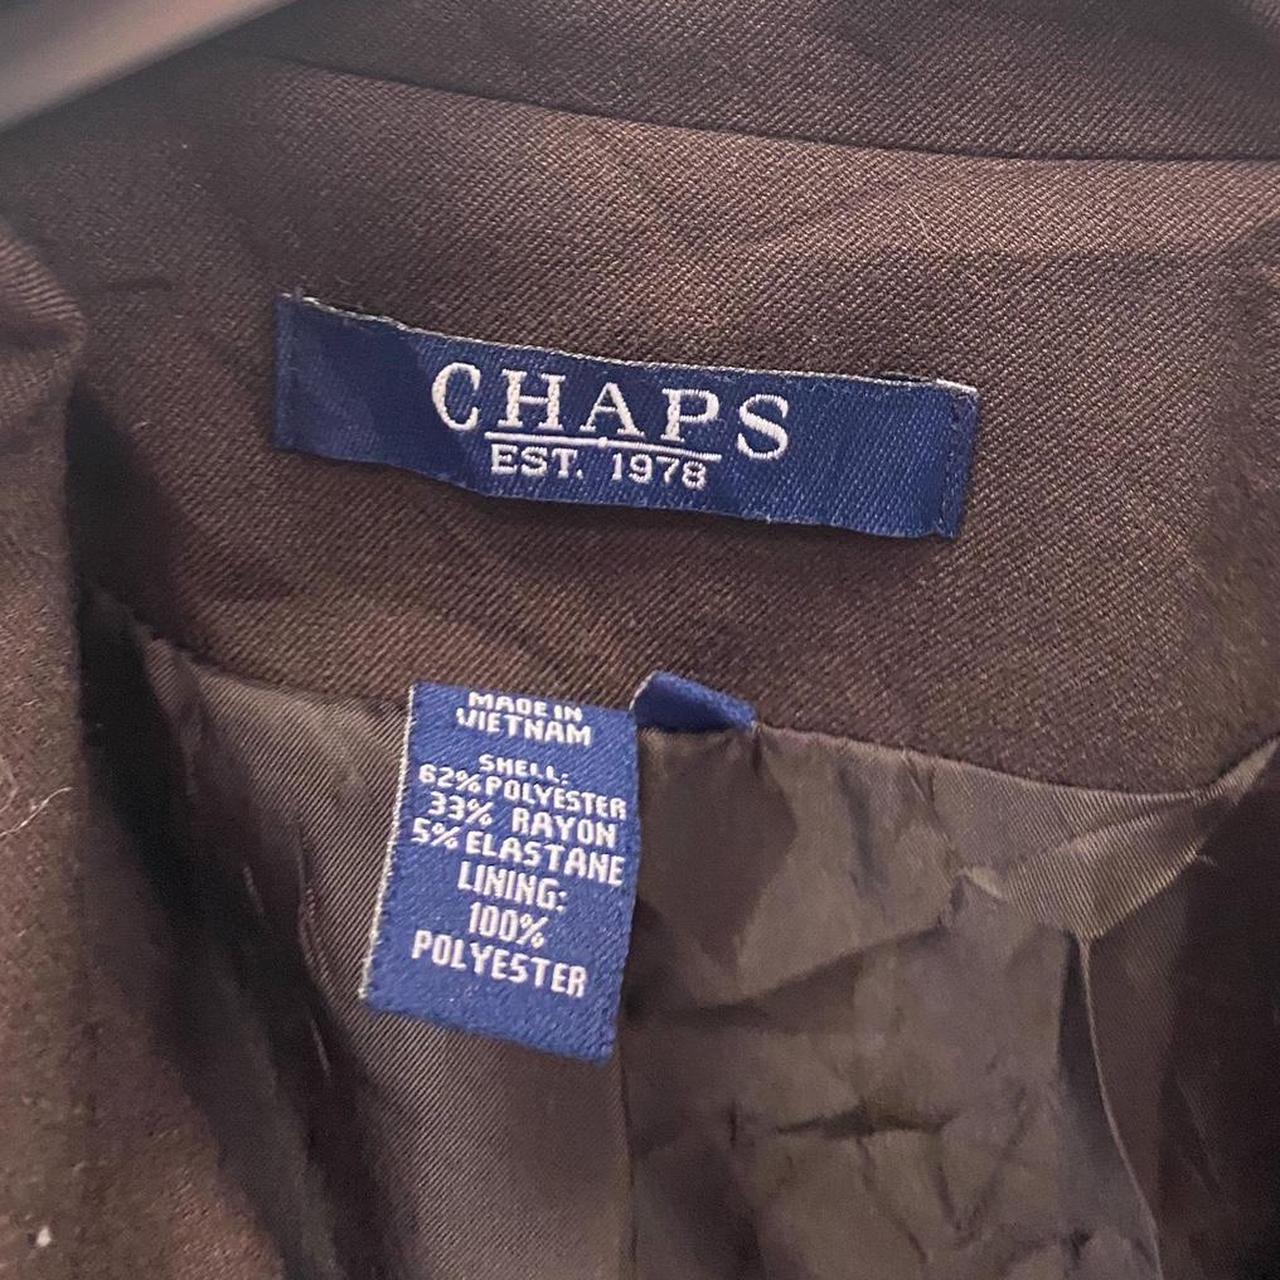 CHAPS
EST. 1978
MADE IN
VIETNAM
SHELL:
62% POLYESTER
33% RAYON
5% ELASTANE
LINING:
100%
POLYESTER